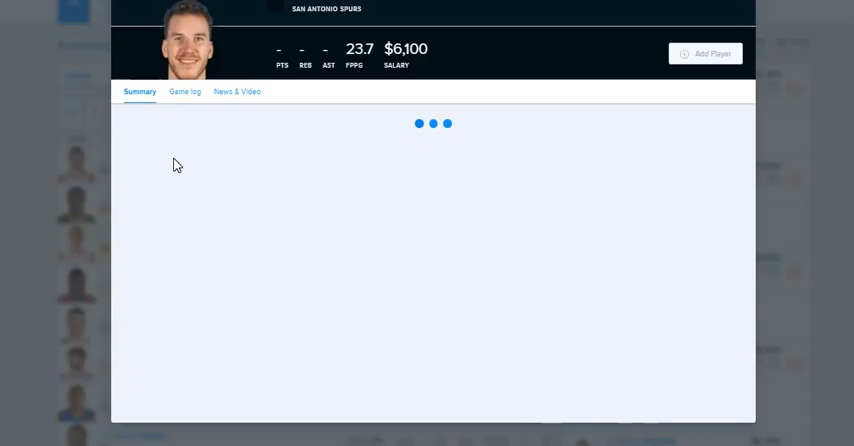 SAN ANTONIO SPURS
- - - 23.7 $6,100
PTS REB AST FPPG SALARY
Add Player
Summary Game log News & Video